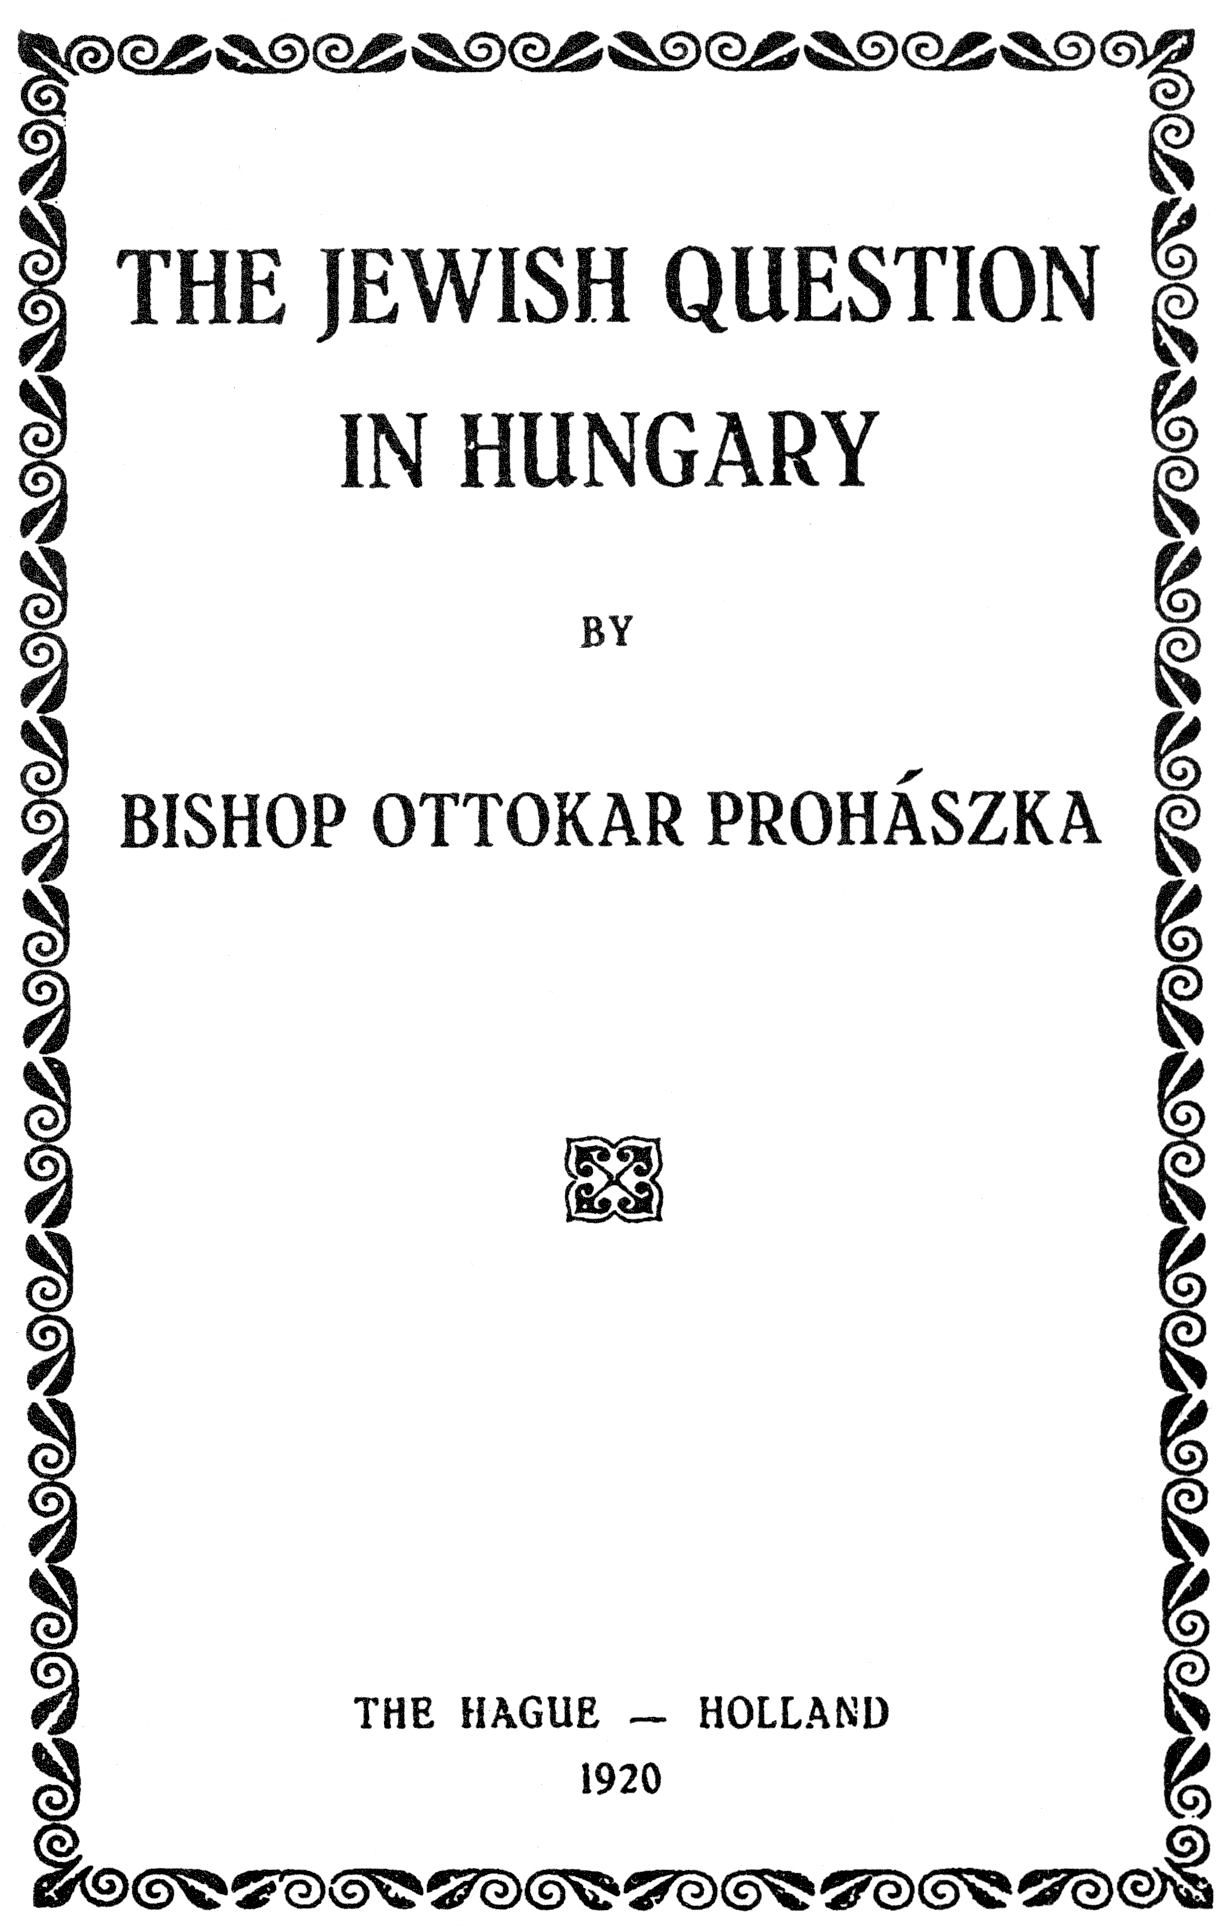 THE JEWISH QUESTION
IN HUNGARY
BY
BISHOP OTTOKAR PROHÁSZKA
THE HAGUE — HOLLAND
1920